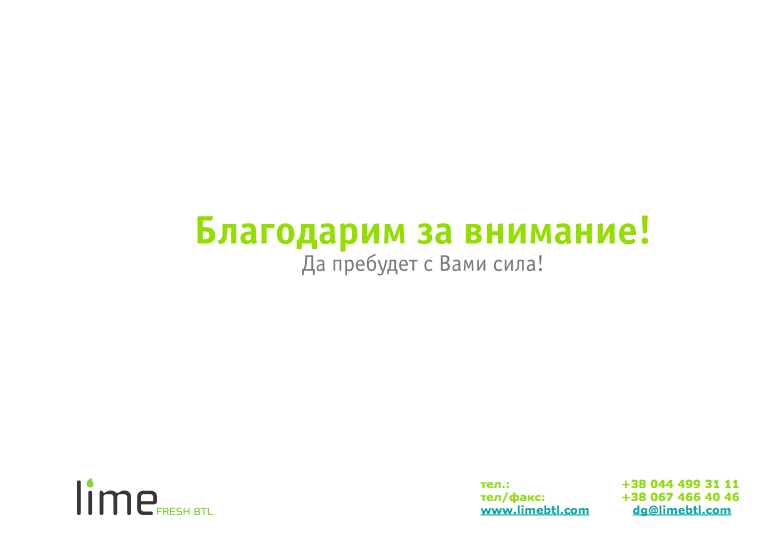 Благодарим за внимание!
Да пребудет с Вами сила!
lime FRESH BTL
тел.: +38 044 499 31 11
тел/факс: +38 067 466 40 46
www.limebtl.com dg@limebtl.com